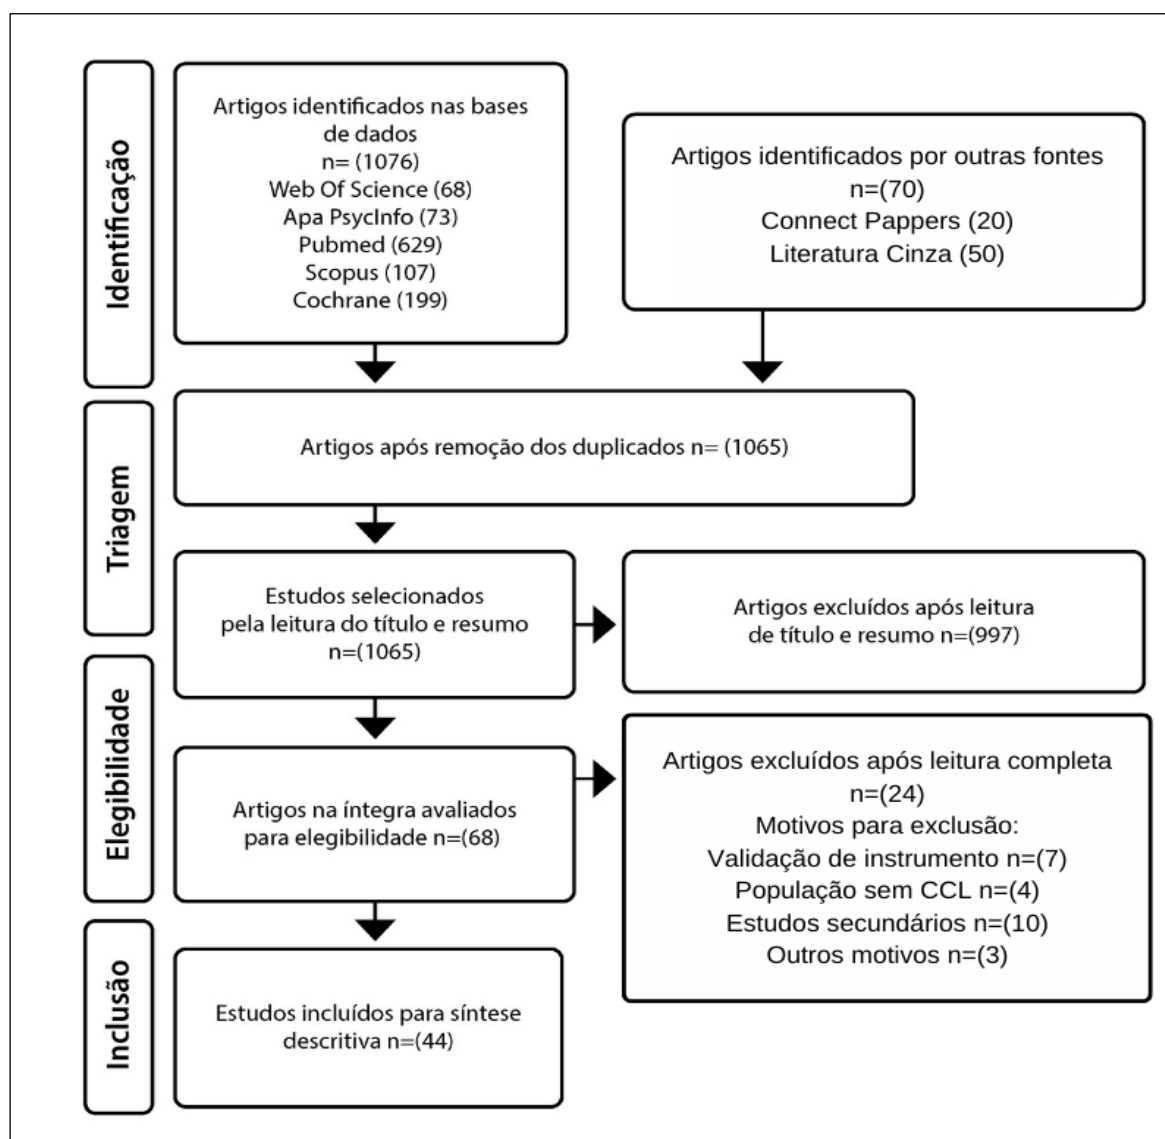 Identificação
Artigos identificados nas bases
de dados
n= (1076)
Web Of Science (68)
Apa PsycInfo (73)
Pubmed (629)
Scopus (107)
Cochrane (199)
Artigos identificados por outras fontes
n=(70)
Connect Pappers (20)
Literatura Cinza (50)
Triagem
Artigos após remoção dos duplicados n= (1065)
Estudos selecionados
pela leitura do título e resumo
n=(1065)
Artigos excluídos após leitura
de título e resumo n=(997)
Elegibilidade
Artigos na íntegra avaliados
para elegibilidade n=(68)
Artigos excluídos após leitura completa
n=(24)
Motivos para exclusão:
Validação de instrumento n=(7)
População sem CCL n=(4)
Estudos secundários n=(10)
Outros motivos n=(3)
Inclusão
Estudos incluídos para síntese
descritiva n=(44)